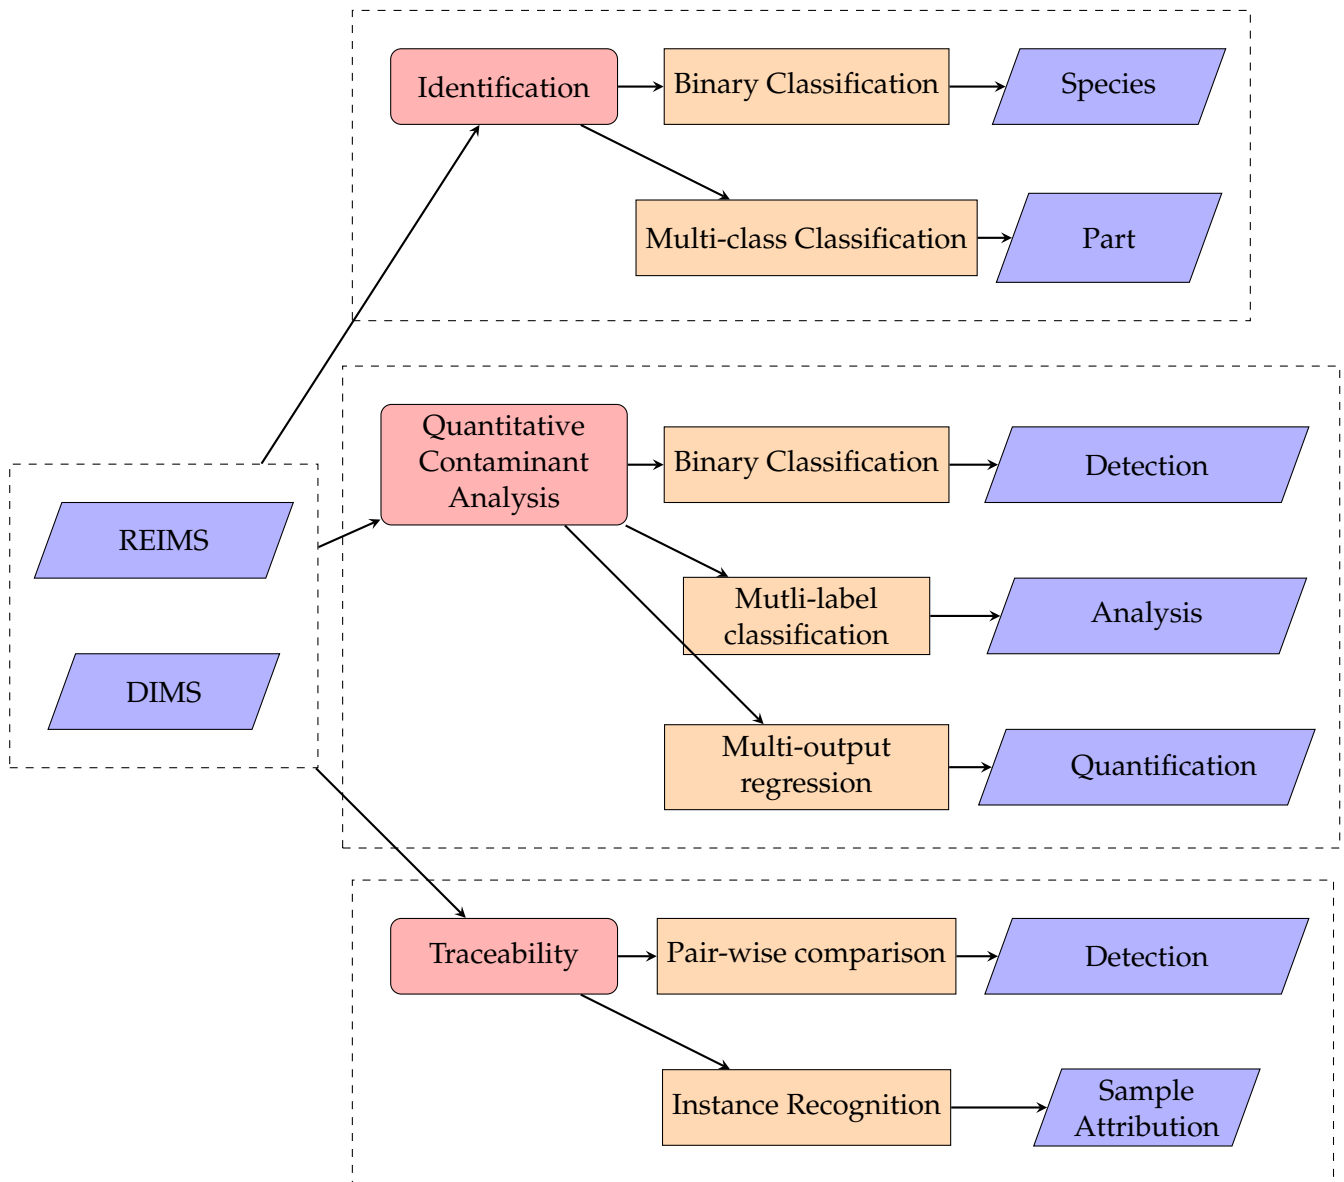 Identification
Binary Classification
Species
Multi-class Classification
Part
Quantitative
Contaminant
Analysis
Binary Classification
Detection
REIMS
Mutli-label
classification
Analysis
DIMS
Multi-output
regression
Quantification
Traceability
Pair-wise comparison
Detection
Instance Recognition
Sample
Attribution